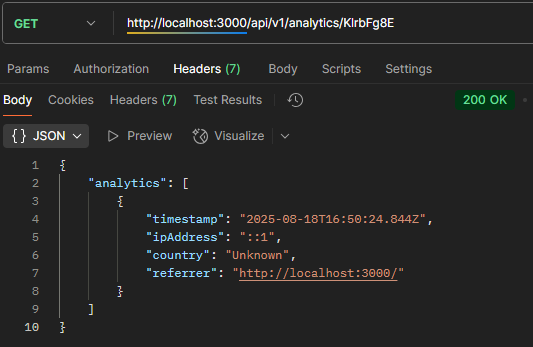 GET http://localhost:3000/api/v1/analytics/KlrbFg8E
Params Authorization Headers (7) Body Scripts Settings
Body Cookies Headers (7) Test Results 200 OK
{} JSON Preview Visualize
1 {
2 "analytics": [
3 {
4 "timestamp": "2025-08-18T16:50:24.844Z",
5 "ipAddress": "::1",
6 "country": "Unknown",
7 "referrer": "http://localhost:3000/"
8 }
9 ]
10 }